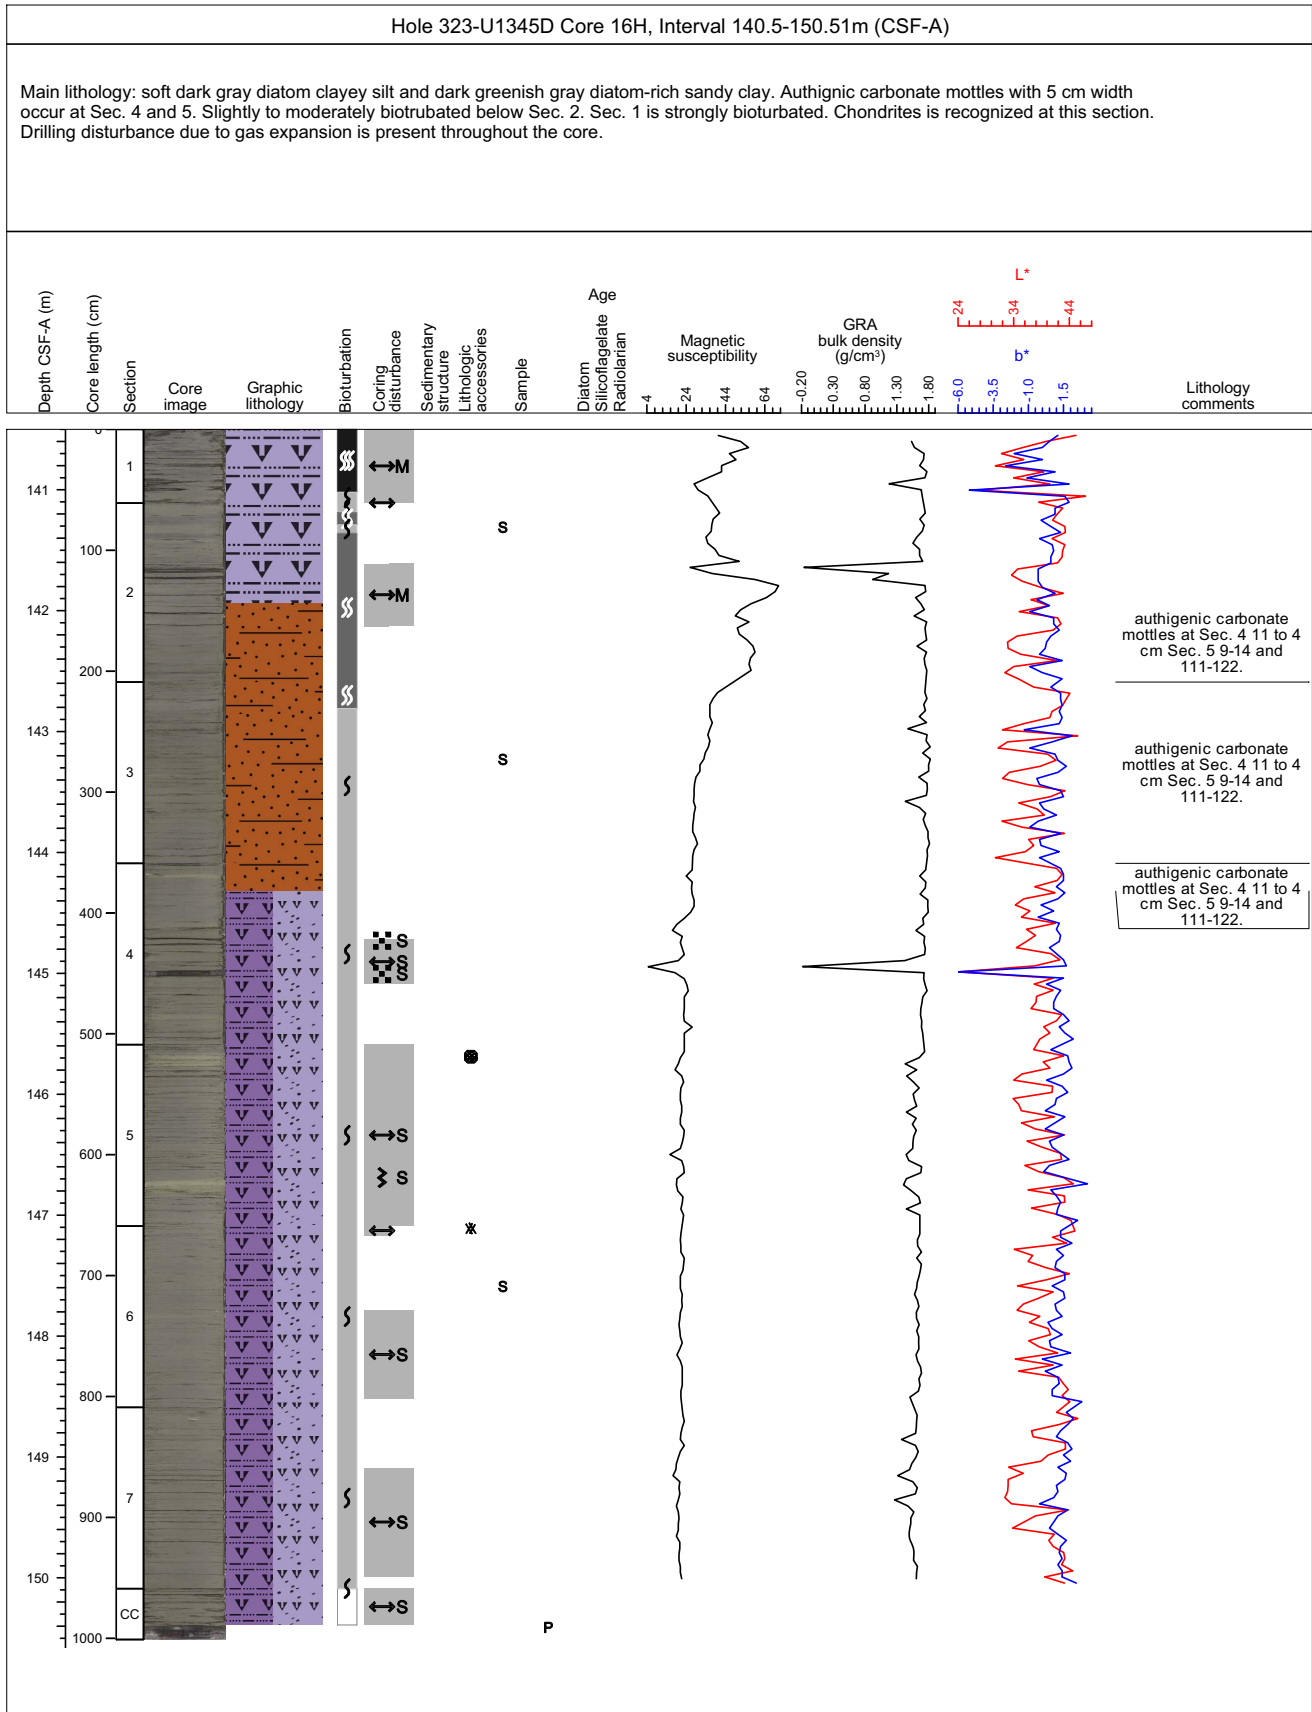 Hole 323-U1345D Core 16H, Interval 140.5-150.51m (CSF-A)
Main lithology: soft dark gray diatom clayey silt and dark greenish gray diatom-rich sandy clay. Authignic carbonate mottles with 5 cm width
occur at Sec. 4 and 5. Slightly to moderately biotrubated below Sec. 2. Sec. 1 is strongly bioturbated. Chondrites is recognized at this section.
Drilling disturbance due to gas expansion is present throughout the core.
Depth CSF-A (m)
Core length (cm)
Section
Core
image
Graphic
lithology
Bioturbation
Coring
disturbance
Sedimentary
structure
Lithologic
accessories
Sample
Age
Diatom
Silicoflagelate
Radiolarian
Magnetic
susceptibility
4 24 44 64
GRA
bulk density
(g/cm³)
-0.20 0.30 0.80 1.30 1.80
L*
24 34 44
b*
-6.0 -3.5 -1.0 1.5
Lithology
comments
0
1
M
141
S
100
2
M
142
authigenic carbonate
mottles at Sec. 4 11 to 4
cm Sec. 5 9-14 and
111-122.
200
143
S
authigenic carbonate
mottles at Sec. 4 11 to 4
cm Sec. 5 9-14 and
111-122.
3
300
144
authigenic carbonate
mottles at Sec. 4 11 to 4
cm Sec. 5 9-14 and
111-122.
400
S
4
S
145
S
500
146
5
S
600
S
147
700
S
6
148
S
800
149
7
900
S
150
CC
S
P
1000